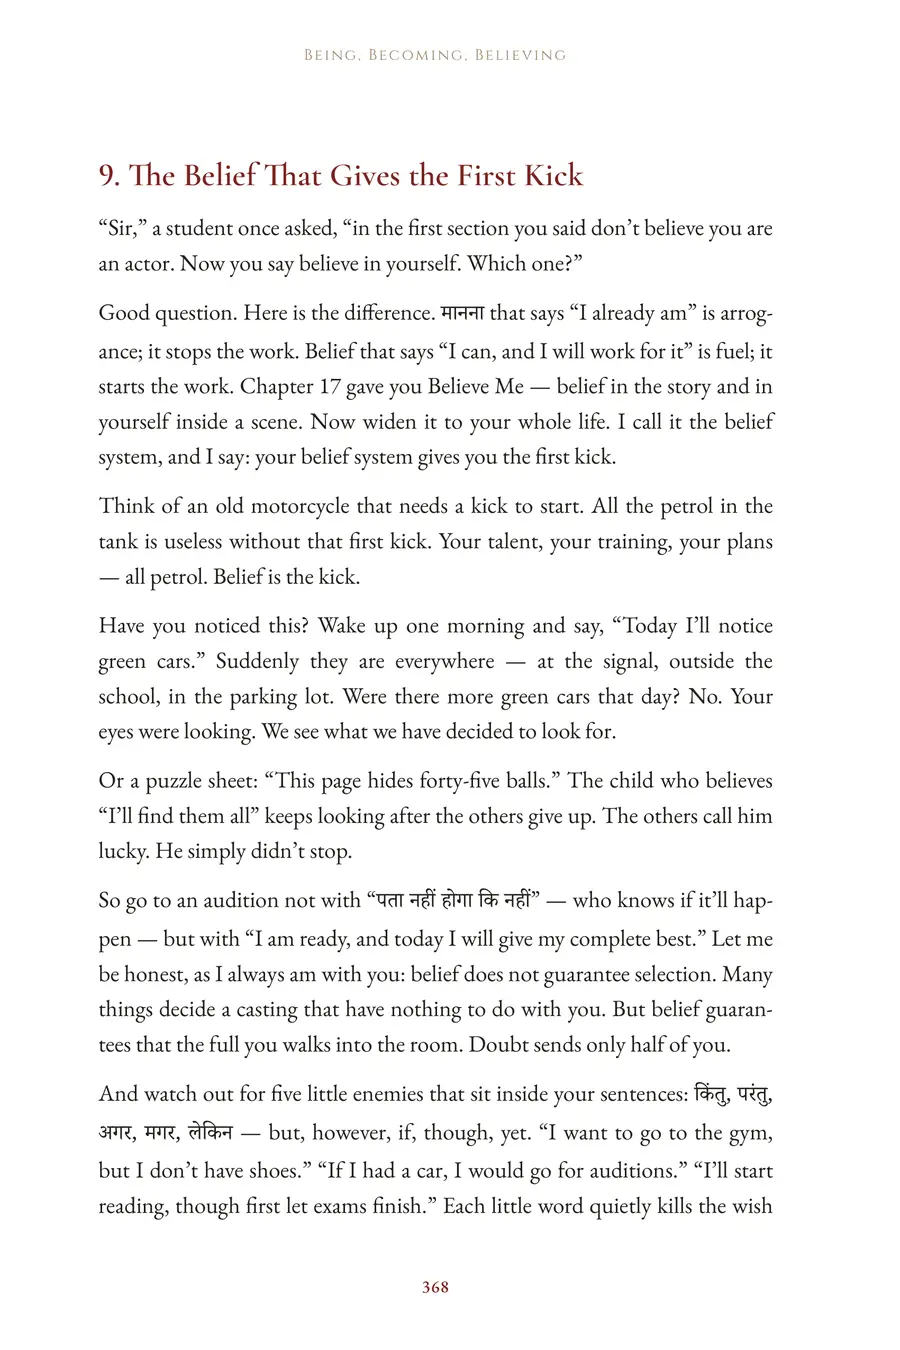 Being, Becoming, Believing
9. The Belief That Gives the First Kick
“Sir,” a student once asked, “in the first section you said don’t believe you are
an actor. Now you say believe in yourself. Which one?”
Good question. Here is the difference. मानना that says “I already am” is arrog-
ance; it stops the work. Belief that says “I can, and I will work for it” is fuel; it
starts the work. Chapter 17 gave you Believe Me — belief in the story and in
yourself inside a scene. Now widen it to your whole life. I call it the belief
system, and I say: your belief system gives you the first kick.
Think of an old motorcycle that needs a kick to start. All the petrol in the
tank is useless without that first kick. Your talent, your training, your plans
— all petrol. Belief is the kick.
Have you noticed this? Wake up one morning and say, “Today I’ll notice
green cars.” Suddenly they are everywhere — at the signal, outside the
school, in the parking lot. Were there more green cars that day? No. Your
eyes were looking. We see what we have decided to look for.
Or a puzzle sheet: “This page hides forty-five balls.” The child who believes
“I’ll find them all” keeps looking after the others give up. The others call him
lucky. He simply didn’t stop.
So go to an audition not with “पता नहीं होगा कि नहीं” — who knows if it’ll hap-
pen — but with “I am ready, and today I will give my complete best.” Let me
be honest, as I always am with you: belief does not guarantee selection. Many
things decide a casting that have nothing to do with you. But belief guaran-
tees that the full you walks into the room. Doubt sends only half of you.
And watch out for five little enemies that sit inside your sentences: किंतु, परंतु,
अगर, मगर, लेकिन — but, however, if, though, yet. “I want to go to the gym,
but I don’t have shoes.” “If I had a car, I would go for auditions.” “I’ll start
reading, though first let exams finish.” Each little word quietly kills the wish
368